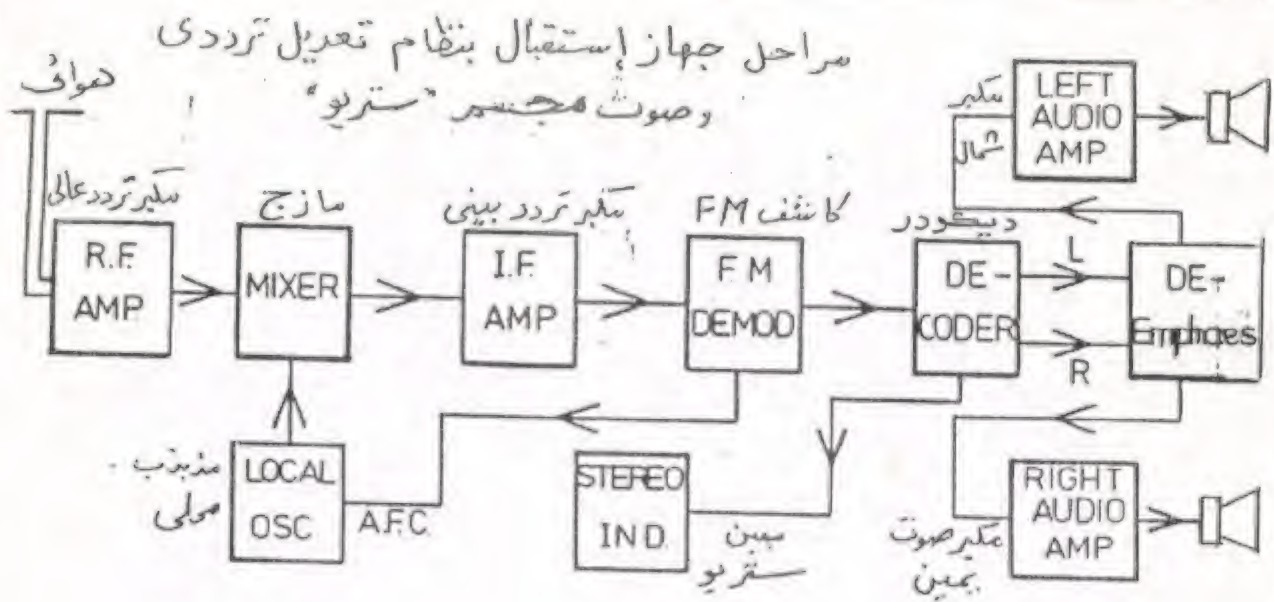 مراحل جهاز إستقبال بنظام تعديل ترددى
وصوت مجسم "ستريو"
هوائى
مكبر تردد عالى
R.F.
AMP
مازج
MIXER
مكبر تردد بينى
I.F.
AMP
كاشف FM
FM
DEMOD
ديكودر
DE-
CODER
L
R
DE-
Emphaes
مكبر
شمال
LEFT
AUDIO
AMP
مذبذب
محلى
LOCAL
OSC
A.F.C.
STEREO
IND.
مبين
ستريو
مكبر صوت
يمين
RIGHT
AUDIO
AMP